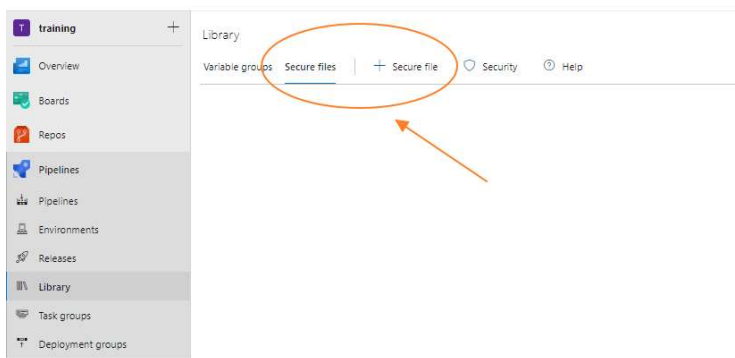 T training +
Overview
Boards
Repos
Pipelines
Pipelines
Environments
Releases
Library
Task groups
Deployment groups
Library
Variable groups Secure files + Secure file Security ? Help